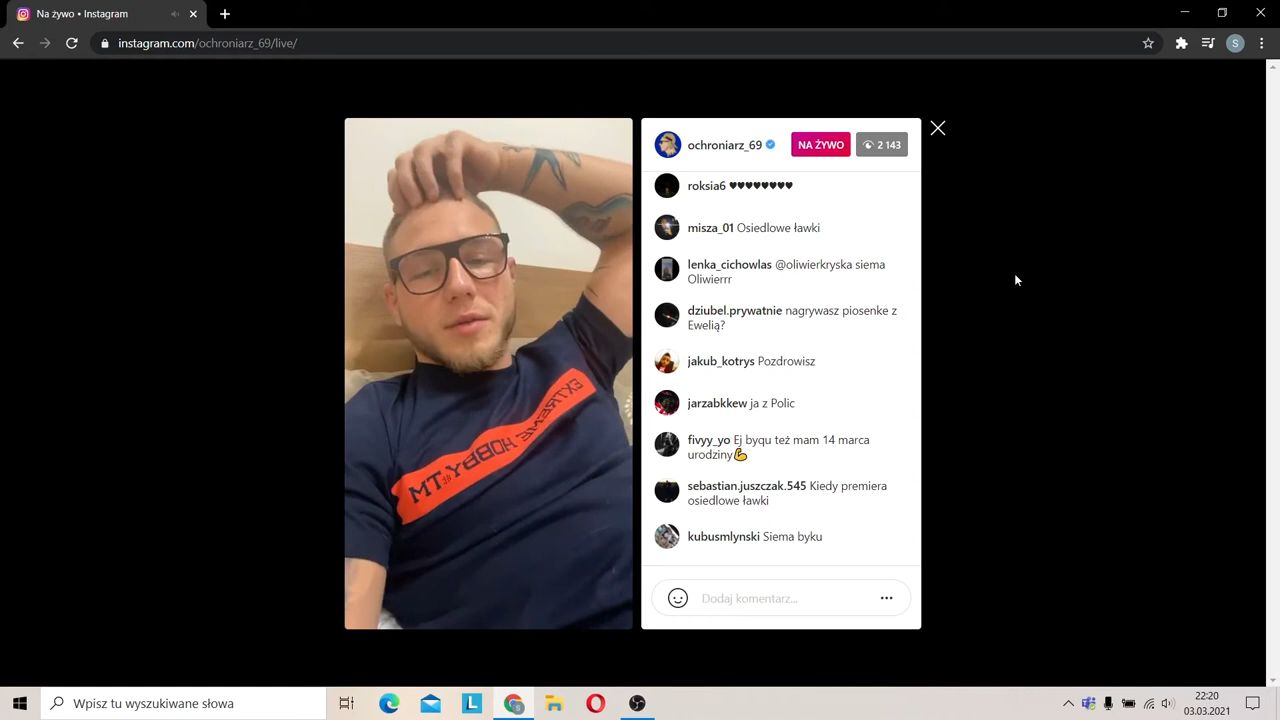 Na żywo • Instagram
instagram.com/ochroniarz_69/live/
S
ochroniarz_69
NA ŻYWO
2 143
roksia6 ♥♥♥♥♥♥♥♥
misza_01 Osiedlowe ławki
lenka_cichowlas @oliwierkryska siema
Oliwierrr
dziubel.prywatnie nagrywasz piosenke z
Ewelią?
jakub_kotrys Pozdrowisz
jarzabkkew ja z Polic
fivyy_yo Ej byqu też mam 14 marca
urodziny💪
sebastian.juszczak.545 Kiedy premiera
osiedlowe ławki
kubusmlynski Siema byku
Dodaj komentarz...
EXTREME HOBBY.TM
Wpisz tu wyszukiwane słowa
L
22:20
03.03.2021